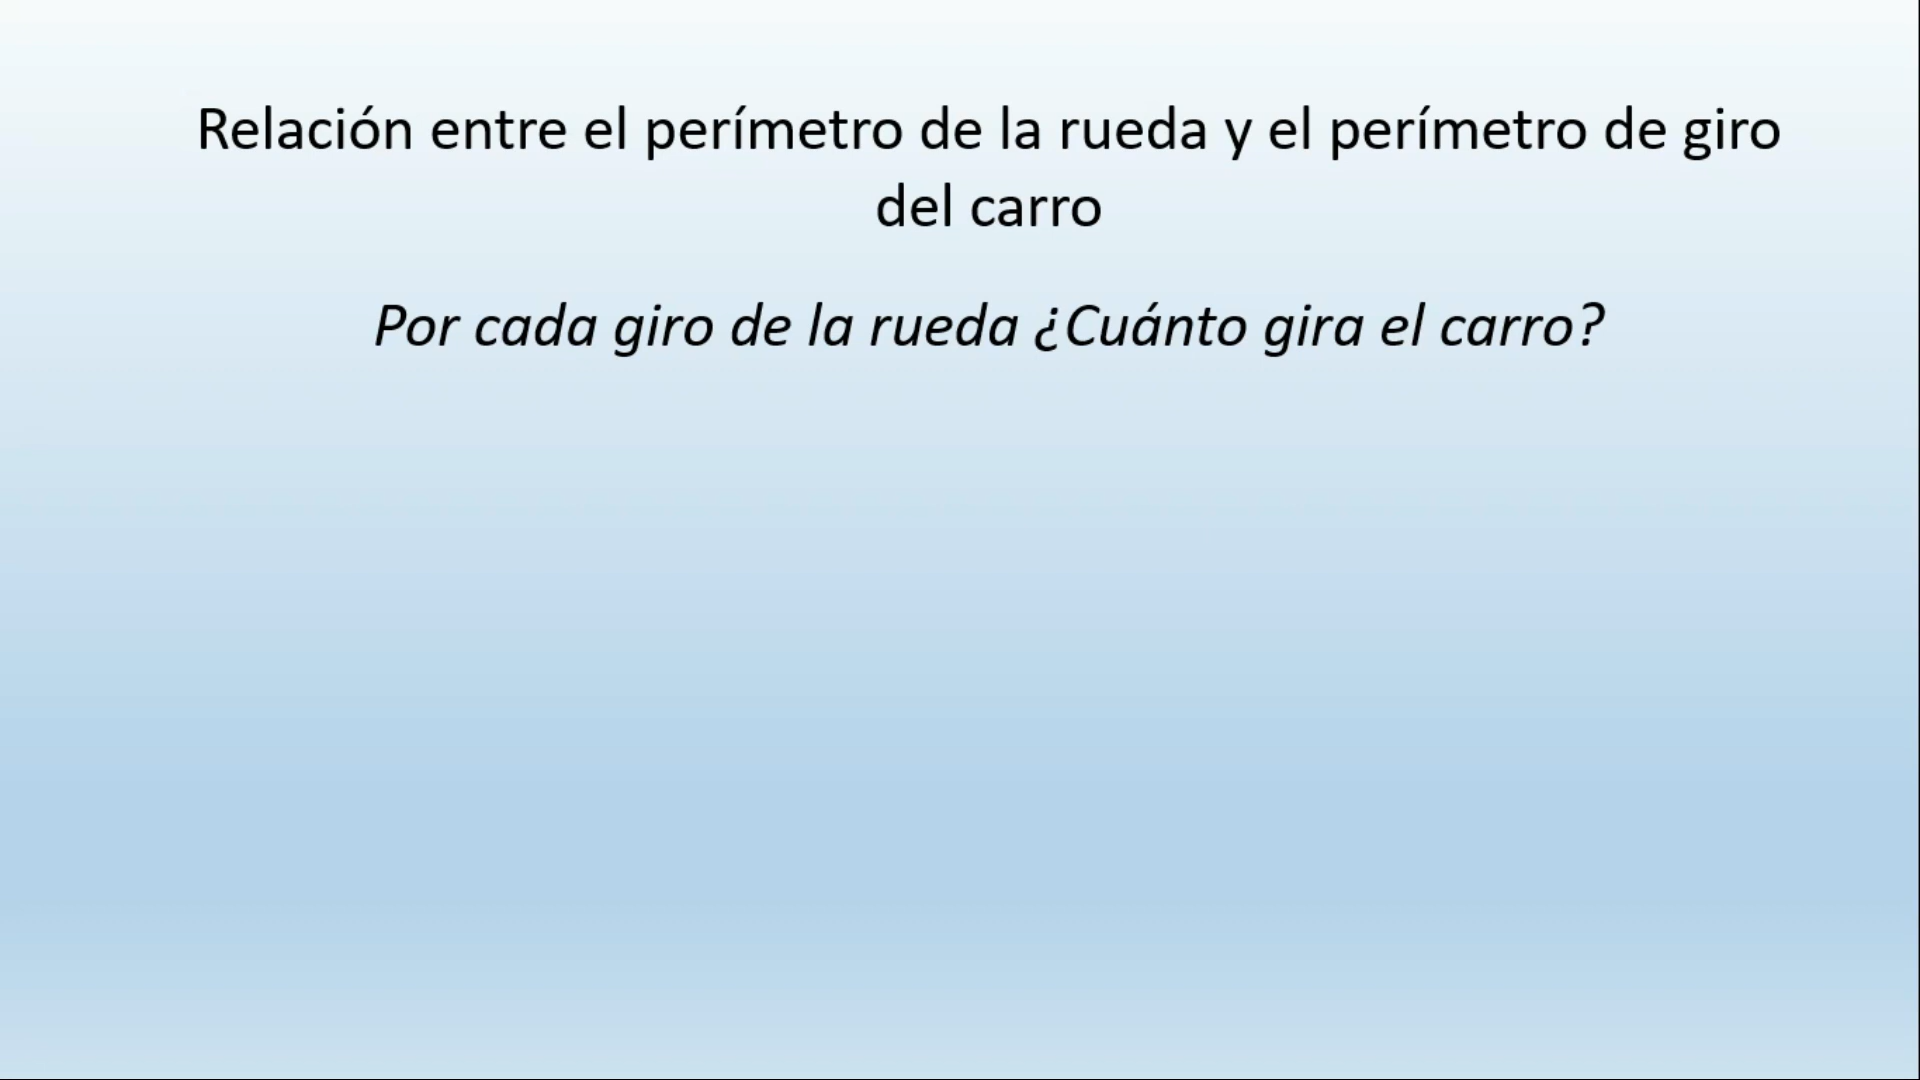 Relación entre el perímetro de la rueda y el perímetro de giro
del carro
Por cada giro de la rueda ¿Cuánto gira el carro?